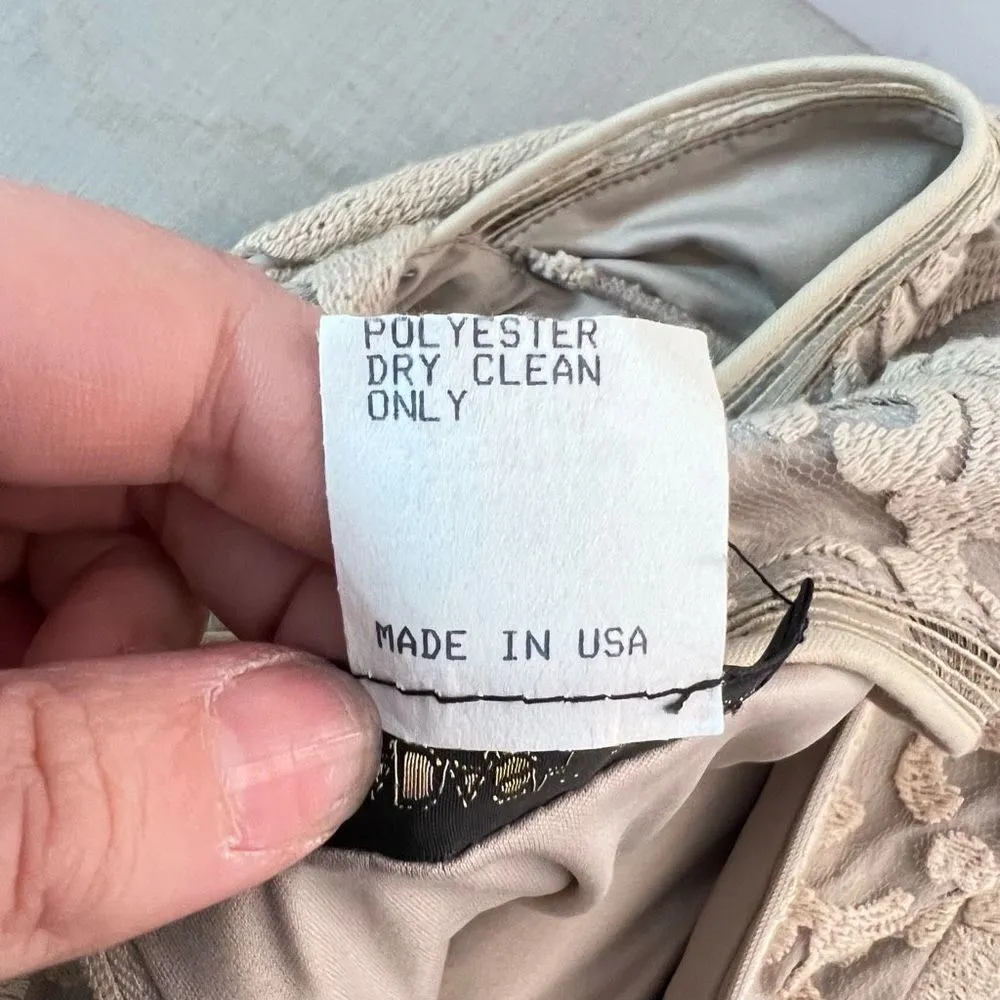 POLYESTER
DRY CLEAN
ONLY
MADE IN USA